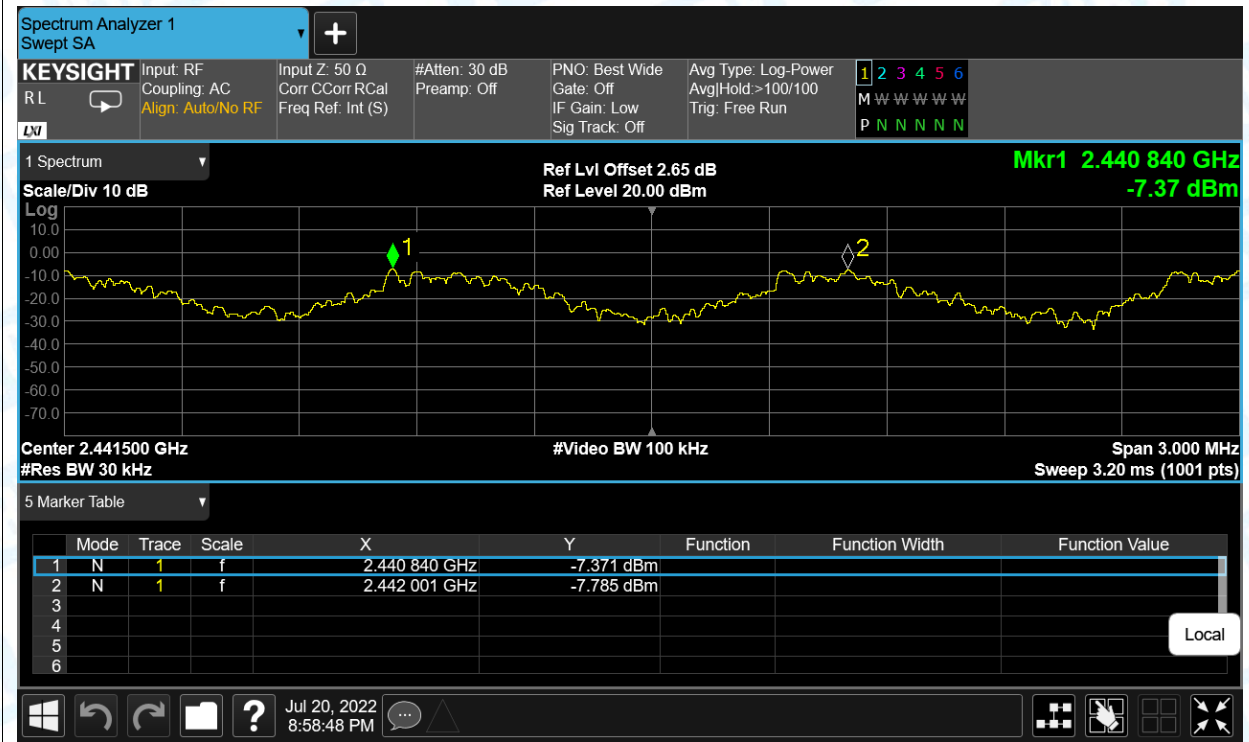 Spectrum Analyzer 1
Swept SA
▼
+
KEYSIGHT
R L
LXI
Input: RF
Coupling: AC
Align: Auto/No RF
Input Z: 50 Ω
Corr CCorr RCal
Freq Ref: Int (S)
#Atten: 30 dB
Preamp: Off
PNO: Best Wide
Gate: Off
IF Gain: Low
Sig Track: Off
Avg Type: Log-Power
Avg|Hold:>100/100
Trig: Free Run
1 2 3 4 5 6
M W W W W W
P N N N N N
1 Spectrum ▼
Scale/Div 10 dB
Ref Lvl Offset 2.65 dB
Ref Level 20.00 dBm
Mkr1 2.440 840 GHz
-7.37 dBm
Log
10.0
0.00
-10.0
-20.0
-30.0
-40.0
-50.0
-60.0
-70.0
1
2
Center 2.441500 GHz
#Video BW 100 kHz
Span 3.000 MHz
#Res BW 30 kHz
Sweep 3.20 ms (1001 pts)
5 Marker Table ▼
Mode Trace Scale X Y Function Function Width Function Value
1 N 1 f 2.440 840 GHz -7.371 dBm
2 N 1 f 2.442 001 GHz -7.785 dBm
3
4
5
6
Local
?
Jul 20, 2022
8:58:48 PM